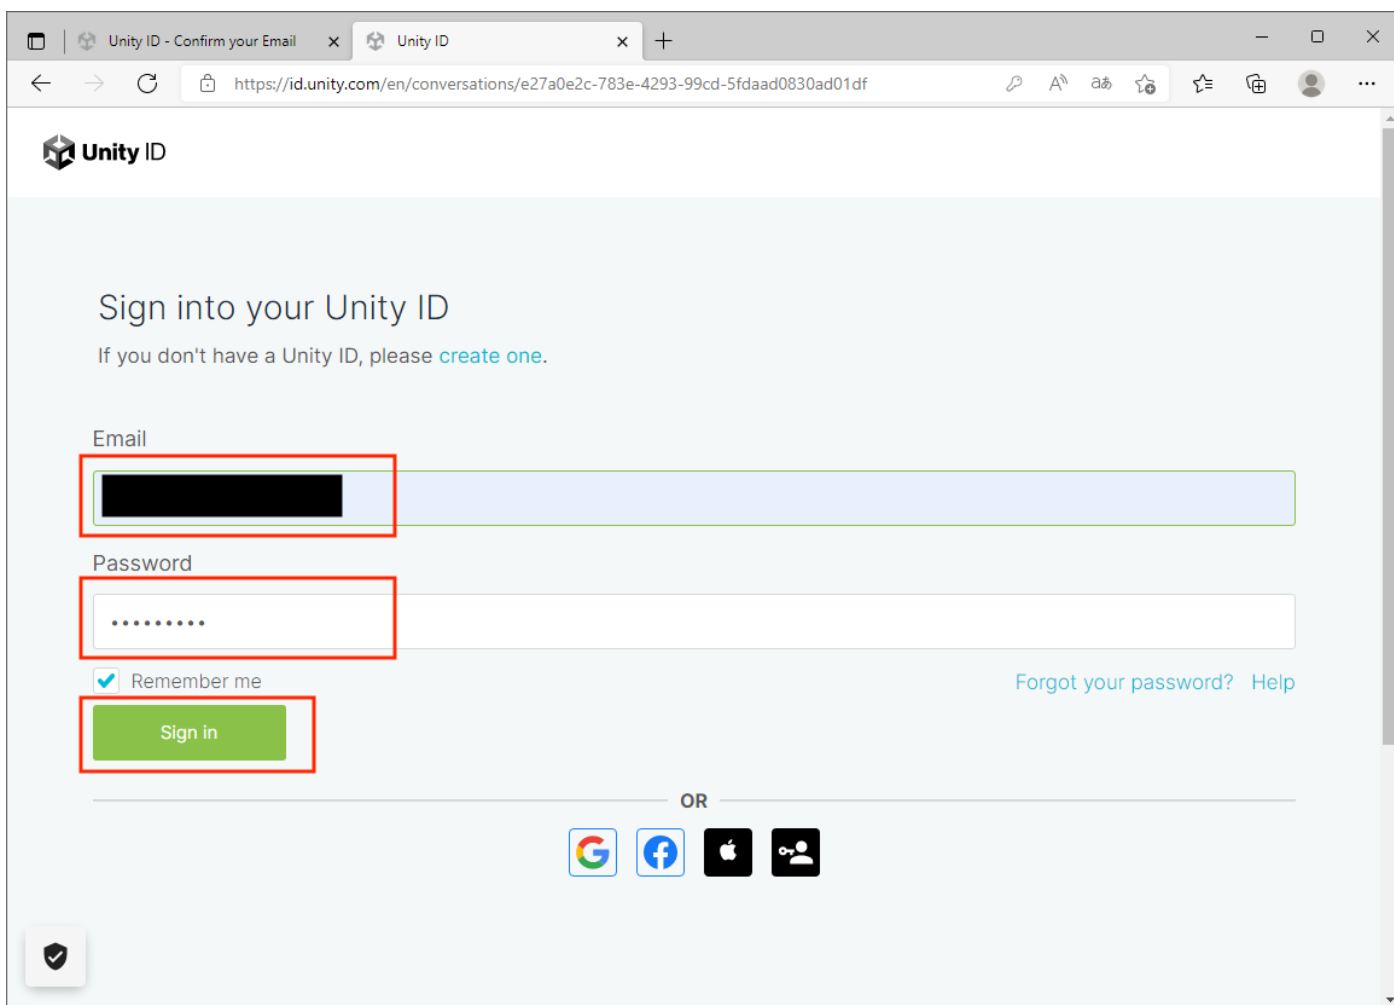 Unity ID - Confirm your Email
Unity ID
https://id.unity.com/en/conversations/e27a0e2c-783e-4293-99cd-5fdaad0830ad01df
Unity ID
Sign into your Unity ID
If you don't have a Unity ID, please create one.
Email
Password
Remember me
Forgot your password? Help
Sign in
OR